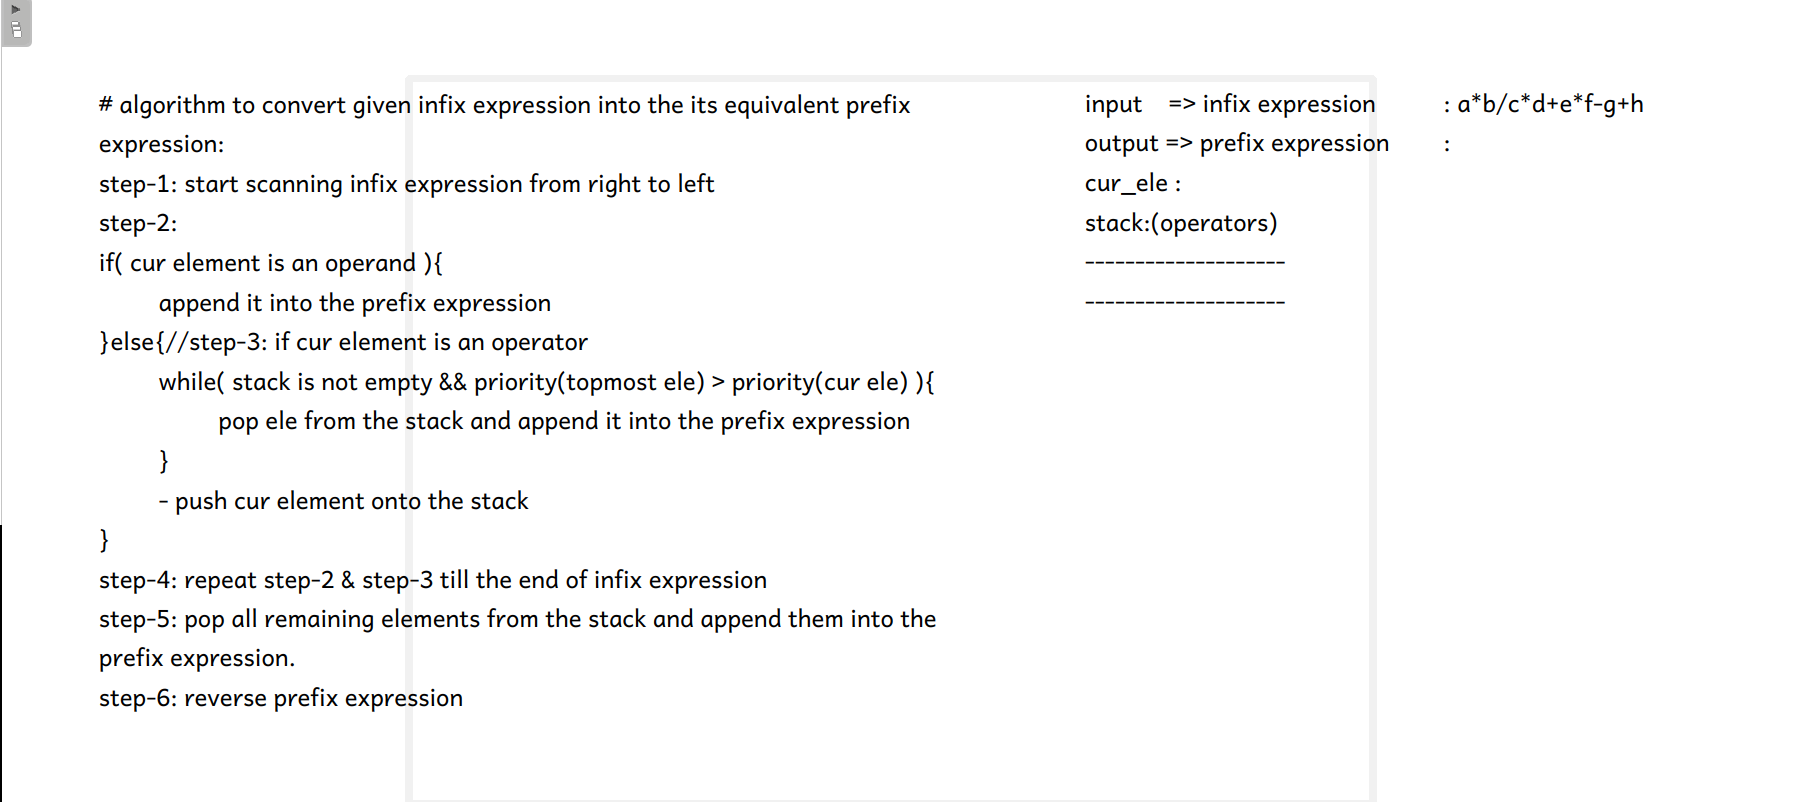 # algorithm to convert given infix expression into the its equivalent prefix
expression:
step-1: start scanning infix expression from right to left
step-2:
if( cur element is an operand ){
append it into the prefix expression
}else{//step-3: if cur element is an operator
while( stack is not empty && priority(topmost ele) > priority(cur ele) ){
pop ele from the stack and append it into the prefix expression
}
- push cur element onto the stack
}
step-4: repeat step-2 & step-3 till the end of infix expression
step-5: pop all remaining elements from the stack and append them into the
prefix expression.
step-6: reverse prefix expression
input => infix expression : a*b/c*d+e*f-g+h
output => prefix expression :
cur_ele :
stack:(operators)
--------------------
--------------------